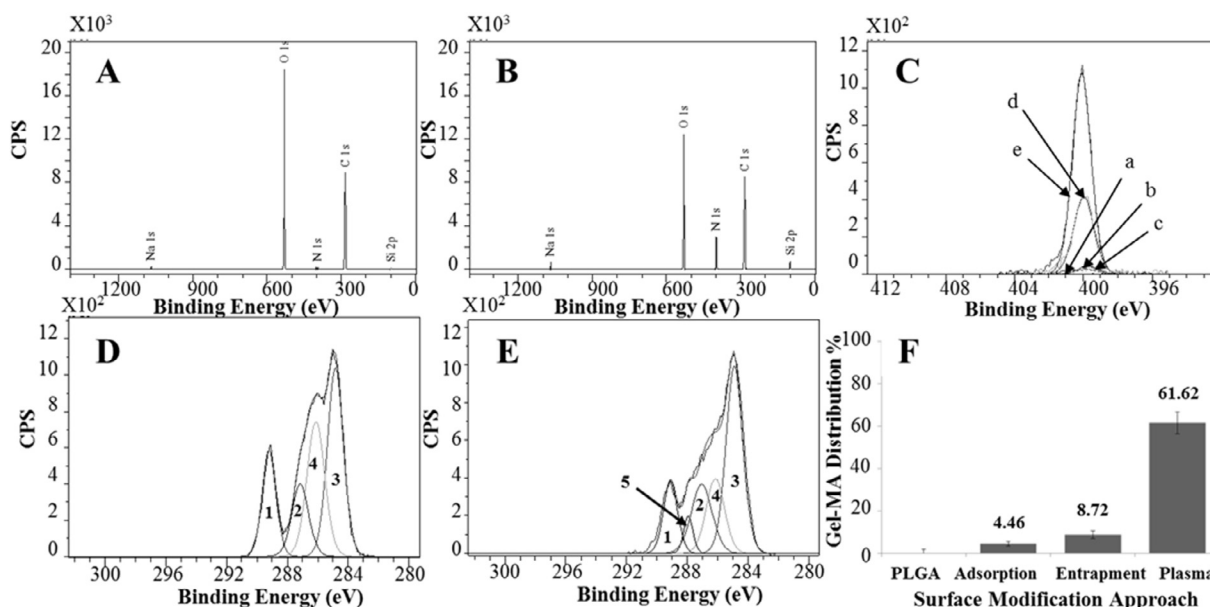 X10³
20
16
12
8
4
0
CPS
A
Na 1s
O 1s
N 1s
C 1s
Si 2p
1200 900 600 300 0
Binding Energy (eV)
X10³
20
16
12
8
4
0
CPS
B
Na 1s
O 1s
N 1s
C 1s
Si 2p
1200 900 600 300 0
Binding Energy (eV)
X10²
12
10
8
6
4
2
0
CPS
C
d
e
a
b
c
412 408 404 400 396
Binding Energy (eV)
X10²
12
10
8
6
4
2
0
CPS
D
1
2
4
3
300 296 292 288 284 280
Binding Energy (eV)
X10²
12
10
8
6
4
2
0
CPS
E
5
1
2
4
3
300 296 292 288 284 280
Binding Energy (eV)
Gel-MA Distribution %
100
80
60
40
20
0
F
4.46
8.72
61.62
PLGA Adsorption Entrapment Plasma
Surface Modification Approach